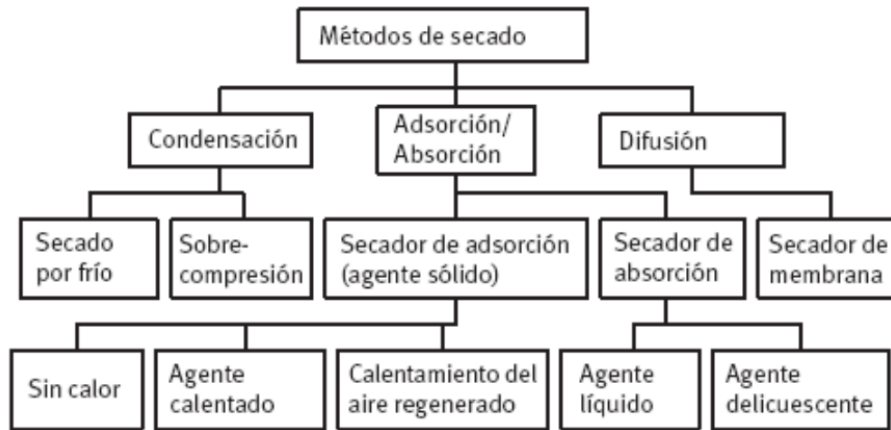 Métodos de secado
Condensación
Adsorción/
Absorción
Difusión
Secado
por frío
Sobre-
compresión
Secador de adsorción
(agente sólido)
Secador de
absorción
Secador de
membrana
Sin calor
Agente
calentado
Calentamiento del
aire regenerado
Agente
líquido
Agente
delicuescente